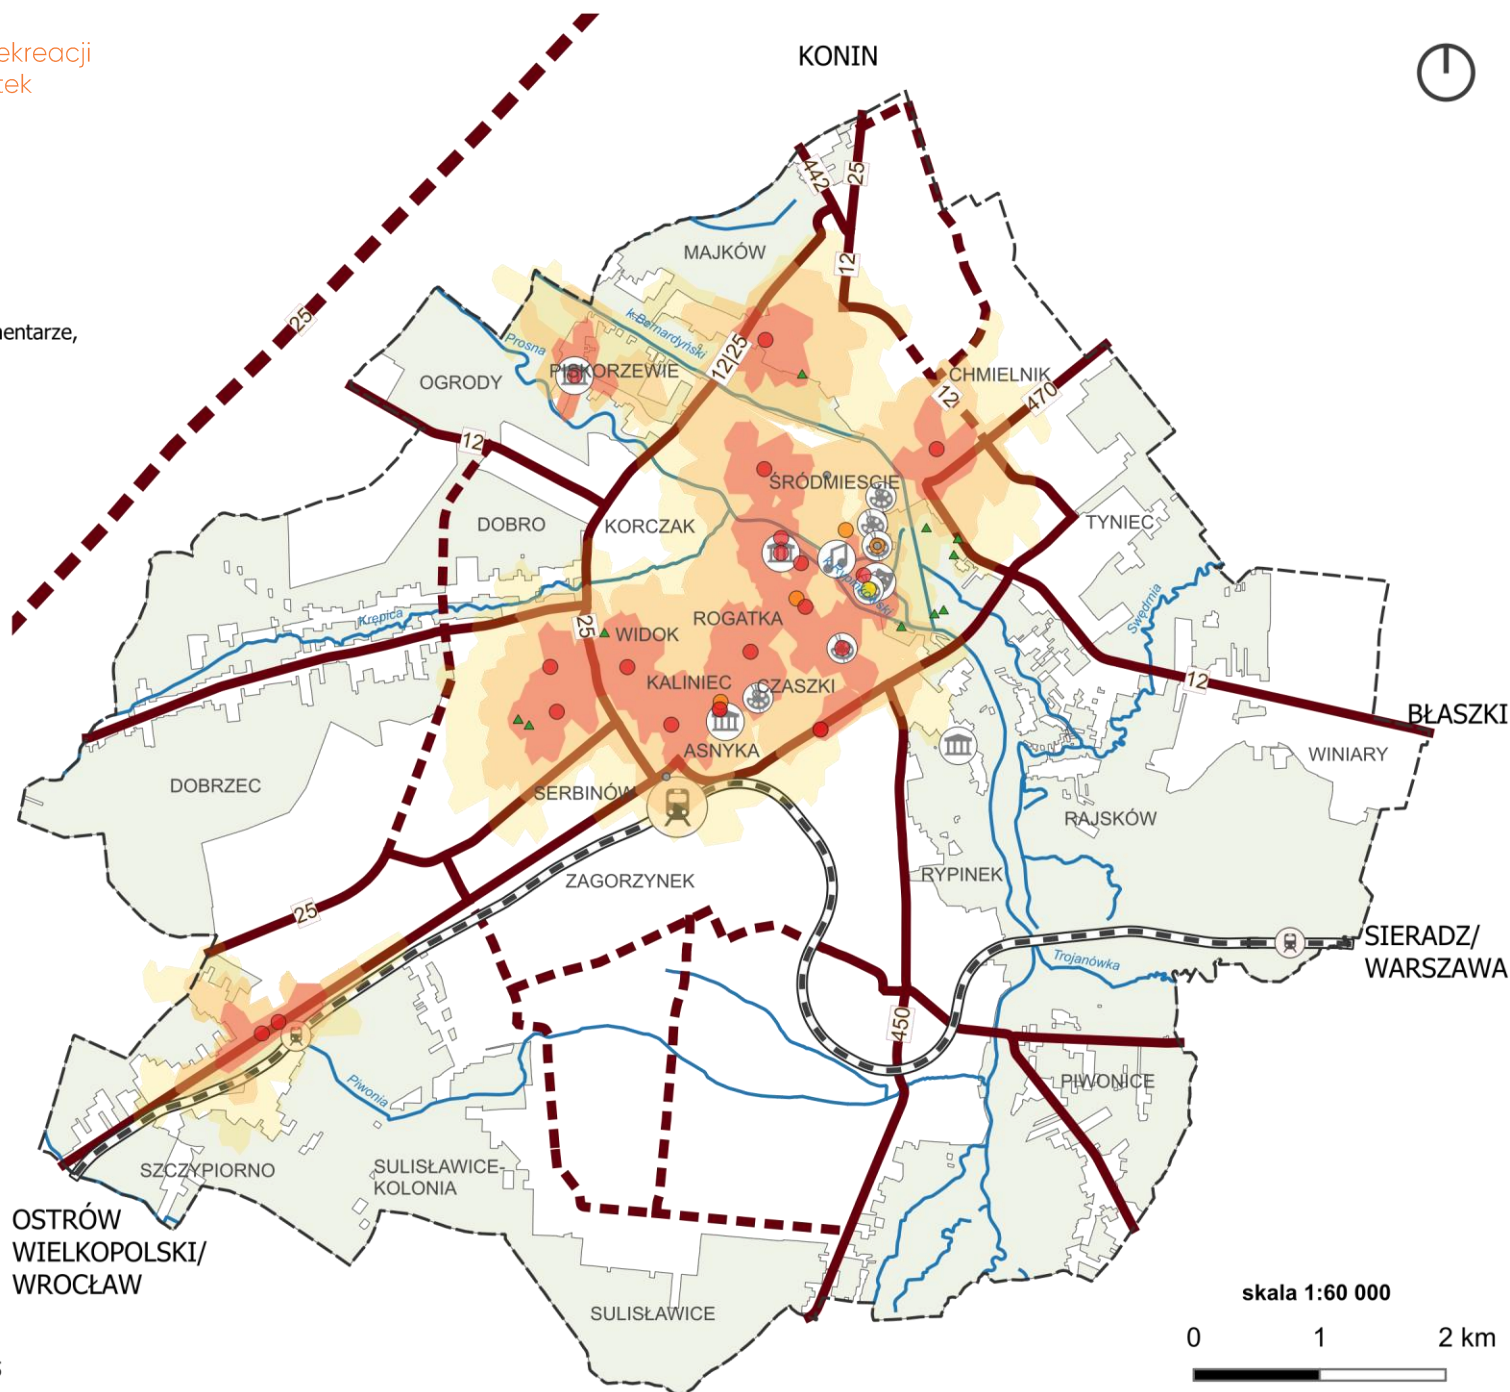 ekreacji
tek
KONIN
442
25
12
MAJKÓW
k.Bernardyński
25
Prosna
PISKORZEWIE
12|25
OGRODY
CHMIELNIK
12
470
12
ŚRÓDMIEŚCIE
DOBRO
KORCZAK
TYNIEC
mentarze,
Krępica
25
WIDOK
ROGATKA
Swędrnia
KALINIEC
CZASZKI
12
BŁASZKI
ASNYKA
WINIARY
DOBRZEC
SERBINÓW
RAJSKÓW
ZAGORZYNEK
RYPINEK
25
SIERADZ/
WARSZAWA
Trojanówka
450
Piwonia
PIWONICE
SZCZYPIORNO
SULISŁAWICE-
KOLONIA
OSTRÓW
WIELKOPOLSKI/
WROCŁAW
SULISŁAWICE
skala 1:60 000
0 1 2 km